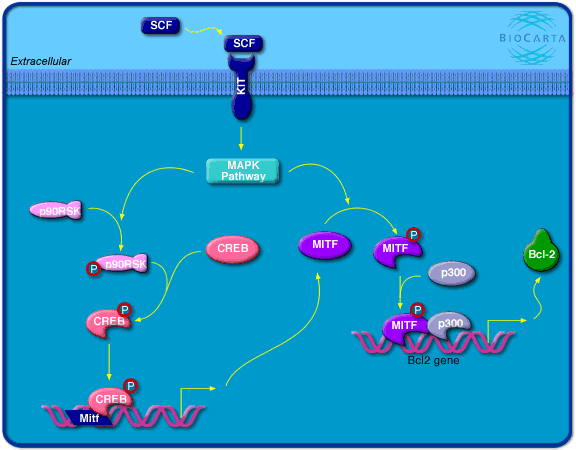 SCF
SCF
BIOCARTA
Extracellular
KIT
MAPK
Pathway
p90RSK
P
p90RSK
CREB
MITF
P
MITF
Bcl-2
p300
P
CREB
P
MITF
p300
Bcl2 gene
P
CREB
Mitf